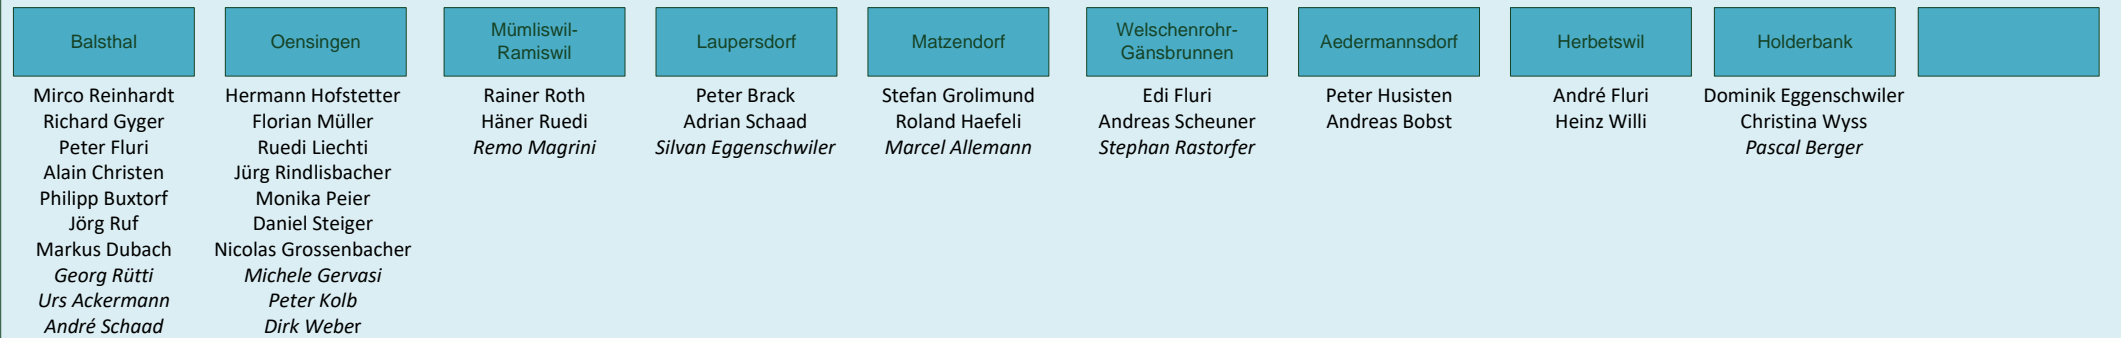 Balsthal
Mirco Reinhardt
Richard Gyger
Peter Fluri
Alain Christen
Philipp Buxtorf
Jörg Ruf
Markus Dubach
Georg Rütti
Urs Ackermann
André Schaad
Oensingen
Hermann Hofstetter
Florian Müller
Ruedi Liechti
Jürg Rindlisbacher
Monika Peier
Daniel Steiger
Nicolas Grossenbacher
Michele Gervasi
Peter Kolb
Dirk Weber
Mümliswil-
Ramiswil
Rainer Roth
Häner Ruedi
Remo Magrini
Laupersdorf
Peter Brack
Adrian Schaad
Silvan Eggenschwiler
Matzendorf
Stefan Grolimund
Roland Haefeli
Marcel Allemann
Welschenrohr-
Gänsbrunnen
Edi Fluri
Andreas Scheuner
Stephan Rastorfer
Aedermannsdorf
Peter Husisten
Andreas Bobst
Herbetswil
André Fluri
Heinz Willi
Holderbank
Dominik Eggenschwiler
Christina Wyss
Pascal Berger